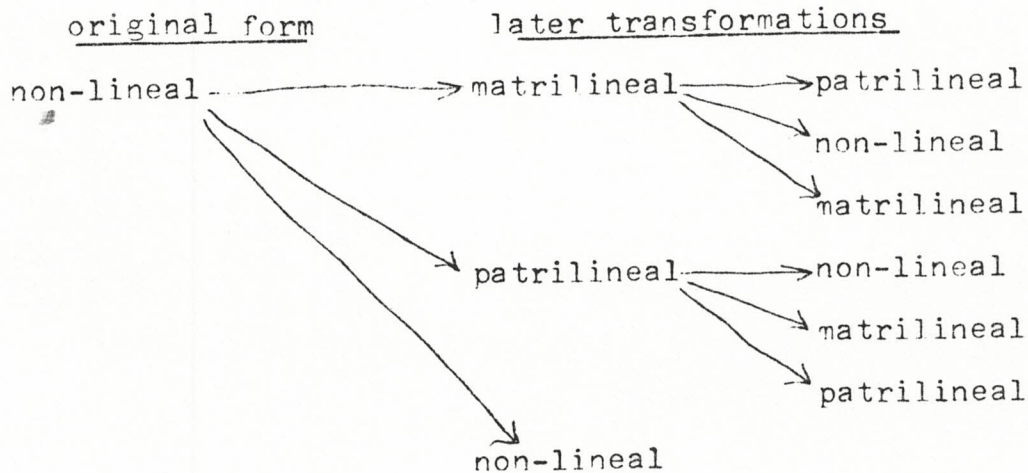 original form later transformations
non-lineal matrilineal patrilineal
non-lineal
matrilineal
patrilineal non-lineal
matrilineal
patrilineal
non-lineal